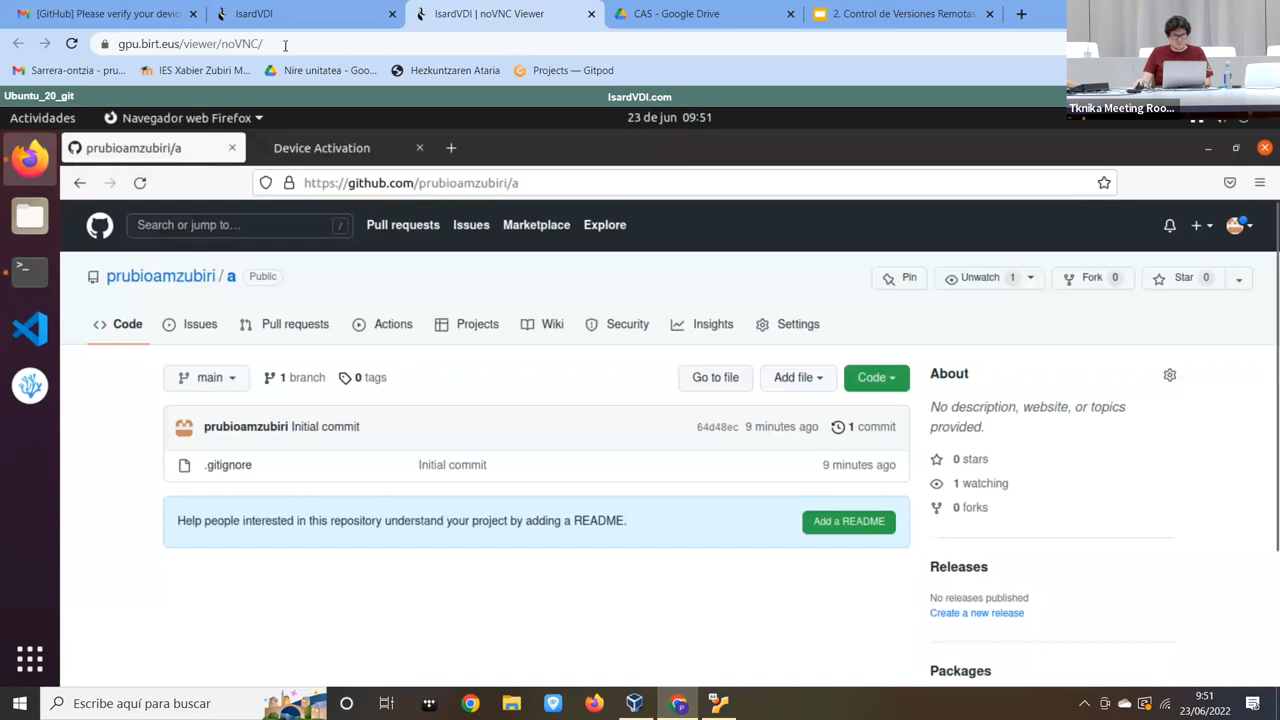 [GitHub] Please verify your devic
IsardVDI
IsardVDI | noVNC Viewer
CAS - Google Drive
2. Control de Versiones Remotas
gpu.birt.eus/viewer/noVNC/
Sarrera-ontzia - pru...
IES Xabier Zubiri M...
Nire unitatea - Goo...
Hezkuntzaren Ataria
Projects — Gitpod
Tknika Meeting Roo...
Ubuntu_20_git
IsardVDI.com
Actividades
Navegador web Firefox
23 de jun 09:51
prubioamzubiri/a
Device Activation
https://github.com/prubioamzubiri/a
Search or jump to…
/
Pull requests
Issues
Marketplace
Explore
prubioamzubiri / a
Public
Pin
Unwatch 1
Fork 0
Star 0
Code
Issues
Pull requests
Actions
Projects
Wiki
Security
Insights
Settings
main
1 branch
0 tags
Go to file
Add file
Code
About
No description, website, or topics
provided.
prubioamzubiri Initial commit
64d48ec 9 minutes ago
1 commit
.gitignore
Initial commit
9 minutes ago
0 stars
1 watching
0 forks
Help people interested in this repository understand your project by adding a README.
Add a README
Releases
No releases published
Create a new release
Packages
Escribe aquí para buscar
9:51
23/06/2022